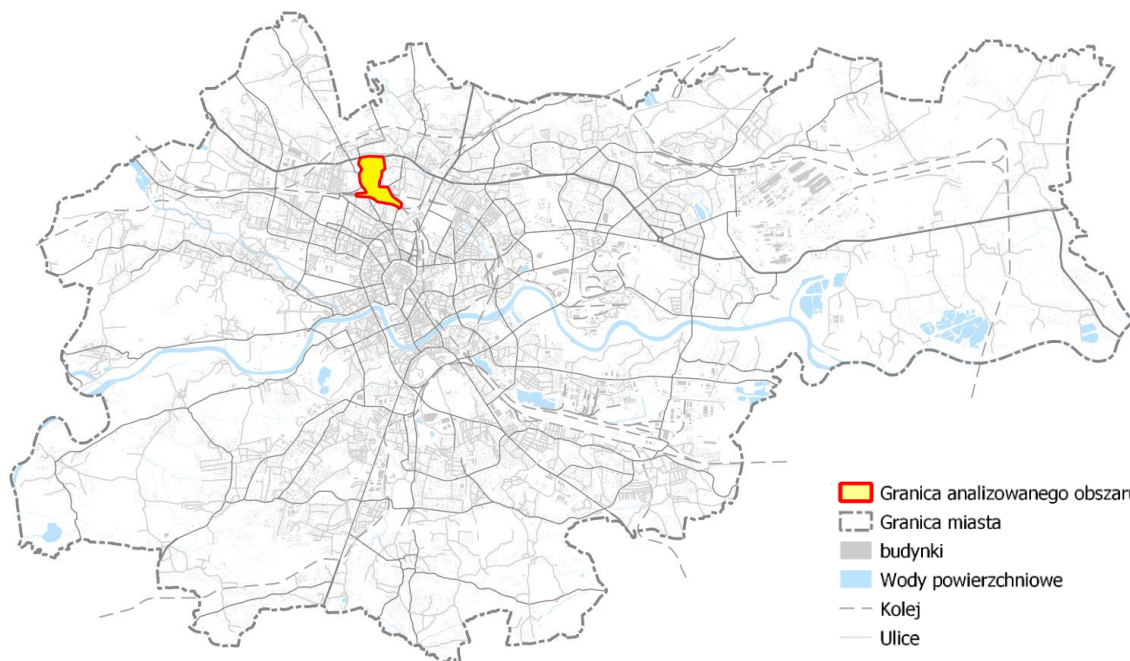 Granica analizowanego obszaru
Granica miasta
budynki
Wody powierzchniowe
Kolej
Ulice